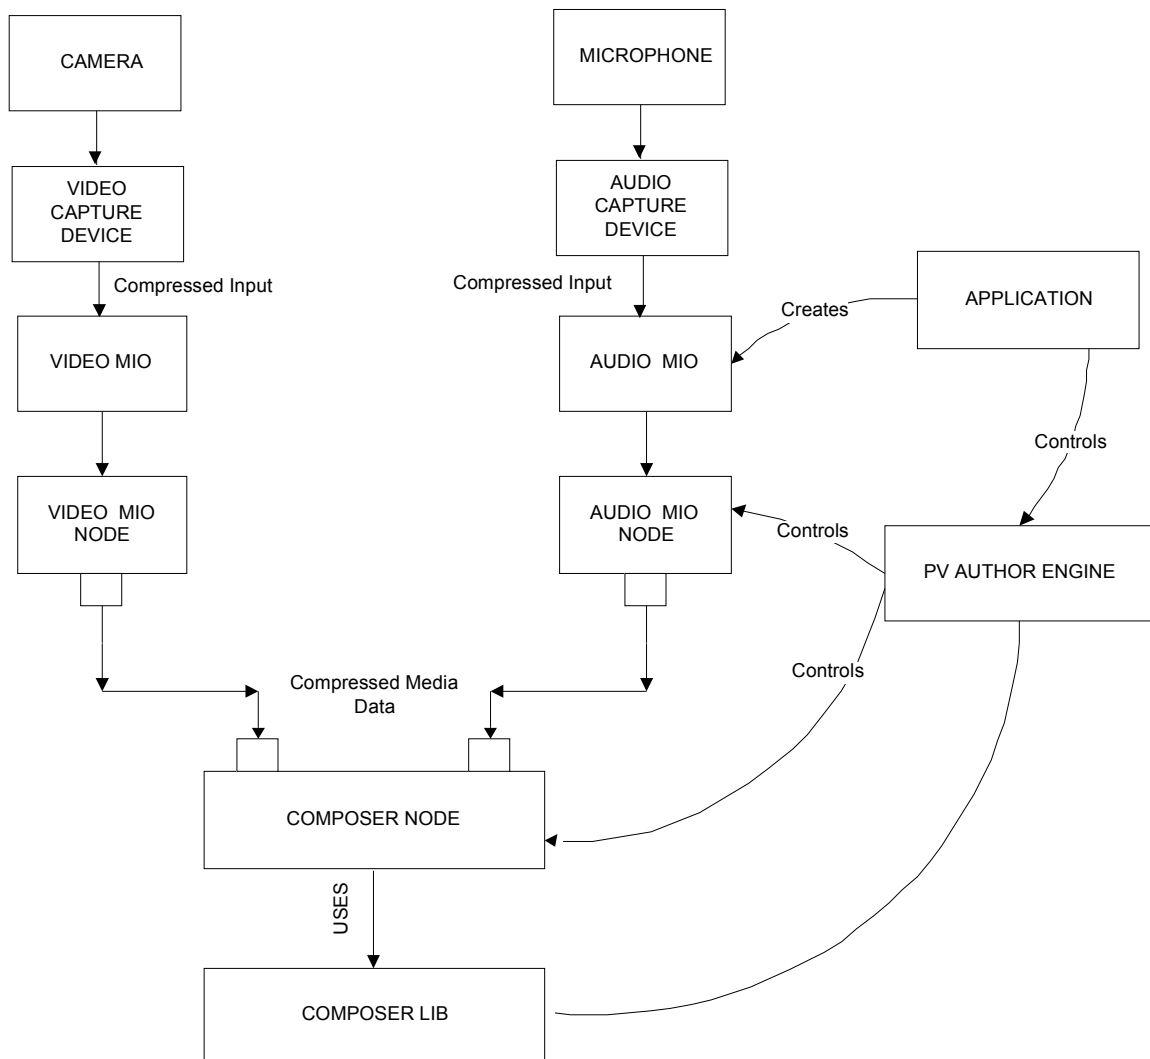 CAMERA
MICROPHONE
VIDEO
CAPTURE
DEVICE
AUDIO
CAPTURE
DEVICE
Compressed Input
Compressed Input
APPLICATION
Creates
VIDEO MIO
AUDIO MIO
Controls
VIDEO MIO
NODE
AUDIO MIO
NODE
Controls
PV AUTHOR ENGINE
Controls
Compressed Media
Data
COMPOSER NODE
USES
COMPOSER LIB